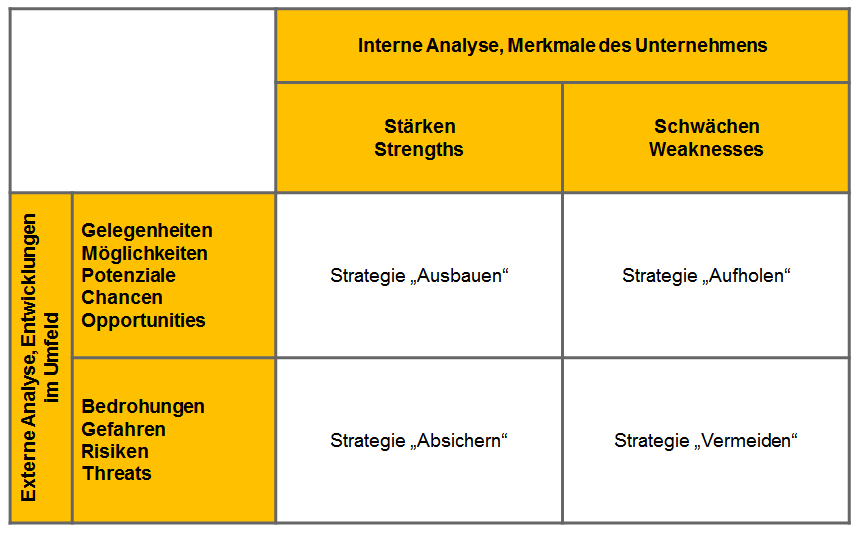 Interne Analyse, Merkmale des Unternehmens
Stärken
Strengths
Schwächen
Weaknesses
Externe Analyse, Entwicklungen
im Umfeld
Gelegenheiten
Möglichkeiten
Potenziale
Chancen
Opportunities
Strategie „Ausbauen“
Strategie „Aufholen“
Bedrohungen
Gefahren
Risiken
Threats
Strategie „Absichern“
Strategie „Vermeiden“